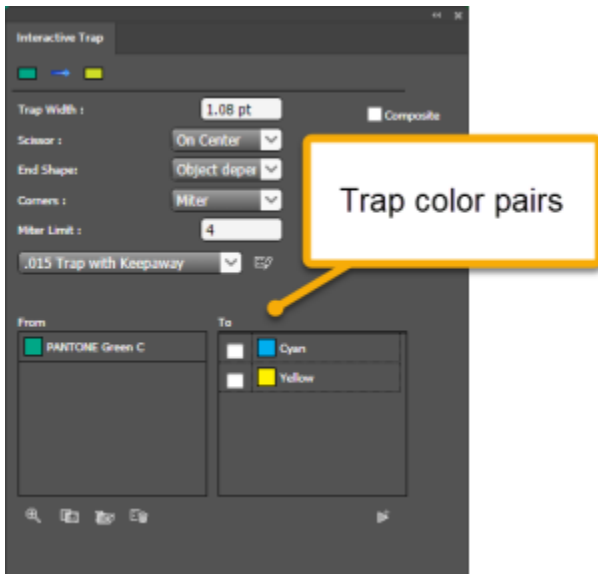 Interactive Trap
Trap Width :
1.08 pt
Composite
Scissor :
On Center
End Shape:
Object deper
Corners :
Miter
Miter Limit :
4
.015 Trap with Keepaway
Trap color pairs
From
To
PANTONE Green C
Cyan
Yellow